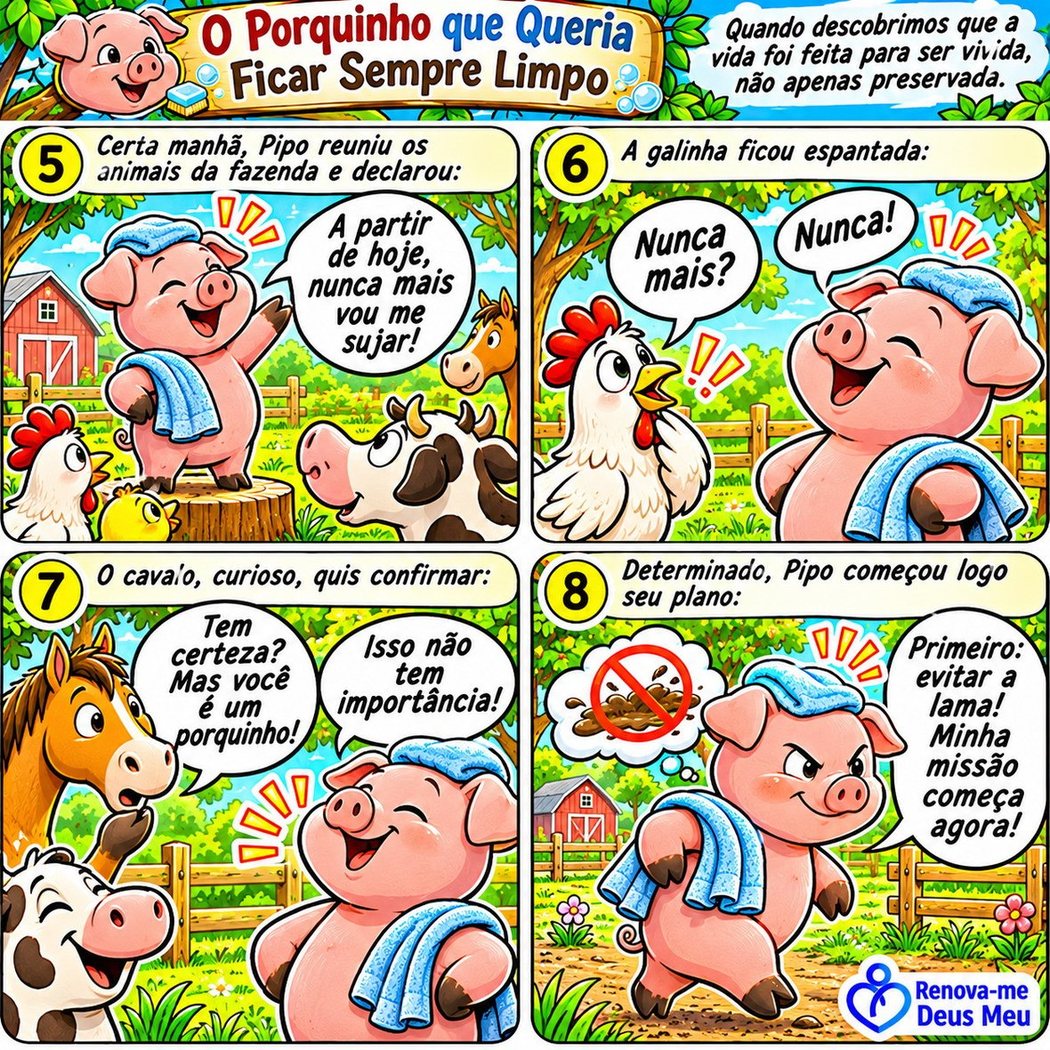 O Porquinho que Queria
Ficar Sempre Limpo
Quando descobrimos que a
vida foi feita para ser vivida,
não apenas preservada.
5
Certa manhã, Pipo reuniu os
animais da fazenda e declarou:
A partir
de hoje,
nunca mais
vou me
sujar!
6
A galinha ficou espantada:
Nunca
mais?
Nunca!
7
O cavalo, curioso, quis confirmar:
Tem
certeza?
Mas você
é um
porquinho!
Isso não
tem
importância!
8
Determinado, Pipo começou logo
seu plano:
Primeiro:
evitar a
lama!
Minha
missão
começa
agora!
Renova-me
Deus Meu